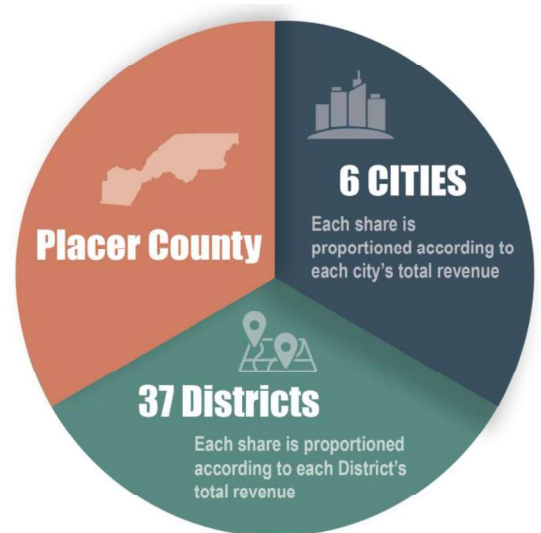 6 CITIES
Each share is
proportioned according to
each city's total revenue
Placer County
37 Districts
Each share is proportioned
according to each District's
total revenue